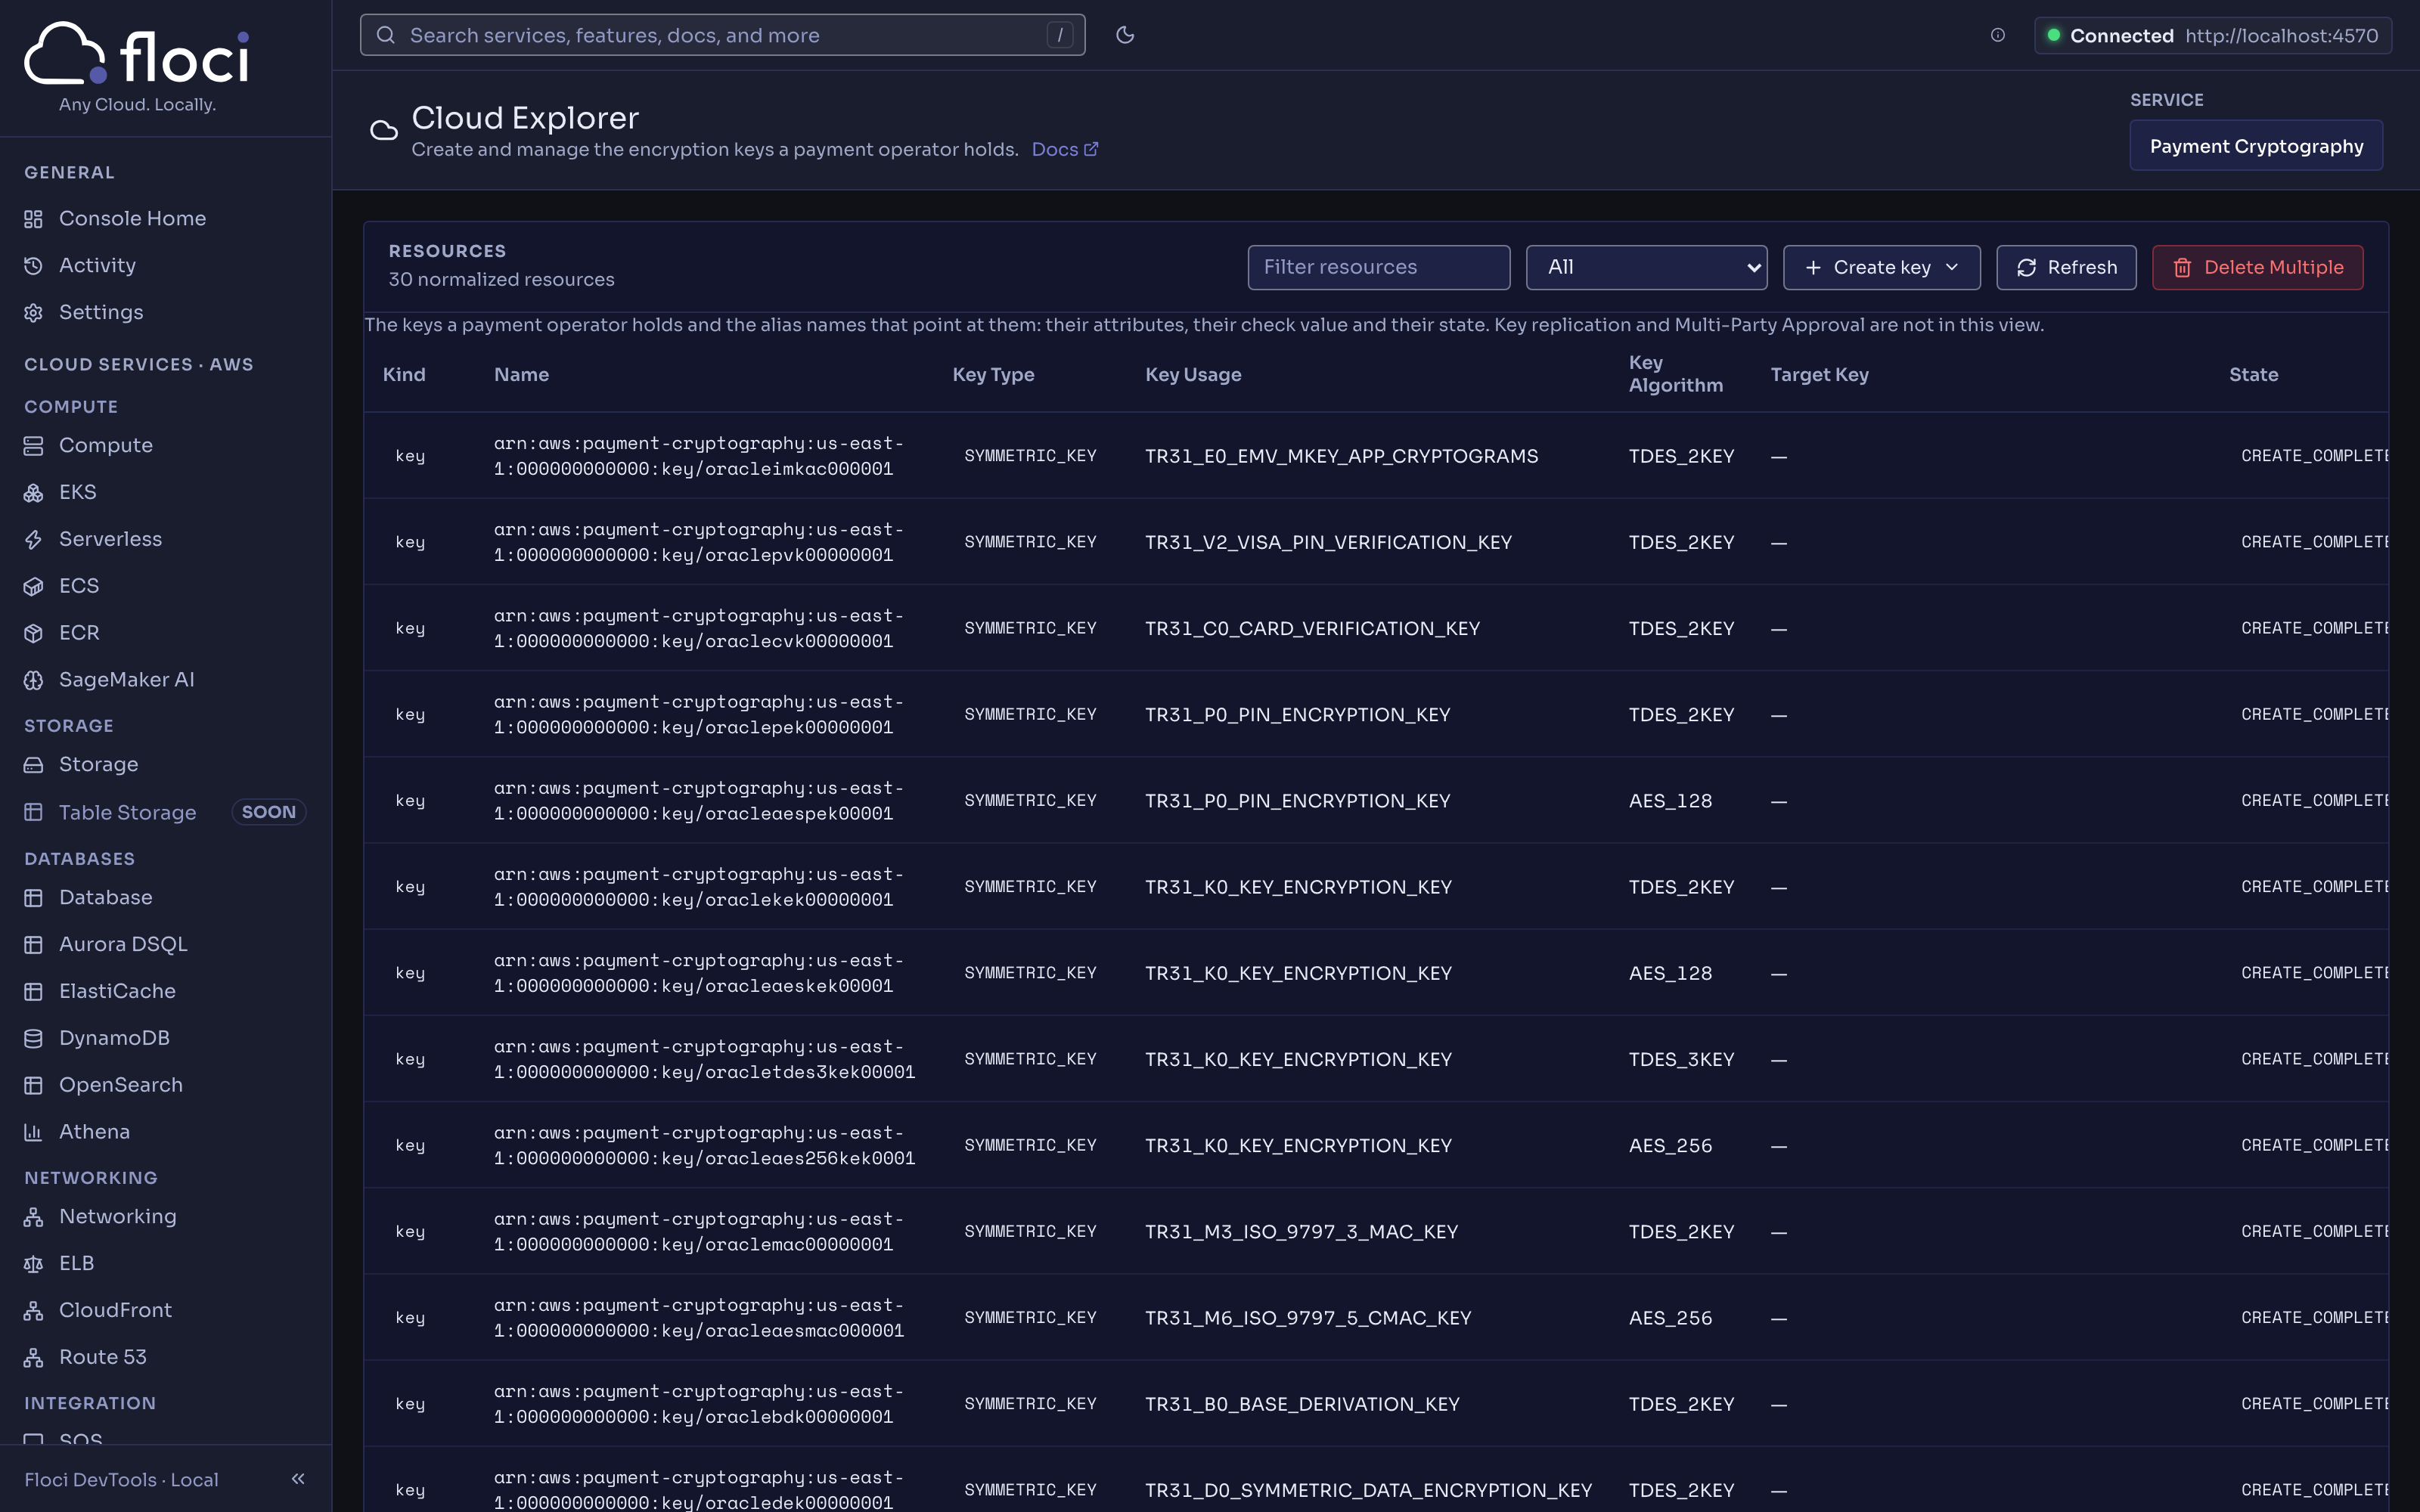 floci
Any Cloud. Locally.
GENERAL
Console Home
Activity
Settings
CLOUD SERVICES · AWS
COMPUTE
Compute
EKS
Serverless
ECS
ECR
SageMaker AI
STORAGE
Storage
Table Storage SOON
DATABASES
Database
Aurora DSQL
ElastiCache
DynamoDB
OpenSearch
Athena
NETWORKING
Networking
ELB
CloudFront
Route 53
INTEGRATION
SQS
Floci DevTools · Local
Search services, features, docs, and more /
Connected http://localhost:4570
Cloud Explorer
Create and manage the encryption keys a payment operator holds. Docs
SERVICE
Payment Cryptography
RESOURCES
30 normalized resources
Filter resources All Create key Refresh Delete Multiple
The keys a payment operator holds and the alias names that point at them: their attributes, their check value and their state. Key replication and Multi-Party Approval are not in this view.
Kind Name Key Type Key Usage Key Algorithm Target Key State
key arn:aws:payment-cryptography:us-east-
1:000000000000:key/oracleimkac000001 SYMMETRIC_KEY TR31_E0_EMV_MKEY_APP_CRYPTOGRAMS TDES_2KEY — CREATE_COMPLETE
key arn:aws:payment-cryptography:us-east-
1:000000000000:key/oraclepvk00000001 SYMMETRIC_KEY TR31_V2_VISA_PIN_VERIFICATION_KEY TDES_2KEY — CREATE_COMPLETE
key arn:aws:payment-cryptography:us-east-
1:000000000000:key/oraclecvk00000001 SYMMETRIC_KEY TR31_C0_CARD_VERIFICATION_KEY TDES_2KEY — CREATE_COMPLETE
key arn:aws:payment-cryptography:us-east-
1:000000000000:key/oraclepek00000001 SYMMETRIC_KEY TR31_P0_PIN_ENCRYPTION_KEY TDES_2KEY — CREATE_COMPLETE
key arn:aws:payment-cryptography:us-east-
1:000000000000:key/oracleaespek00001 SYMMETRIC_KEY TR31_P0_PIN_ENCRYPTION_KEY AES_128 — CREATE_COMPLETE
key arn:aws:payment-cryptography:us-east-
1:000000000000:key/oraclekek00000001 SYMMETRIC_KEY TR31_K0_KEY_ENCRYPTION_KEY TDES_2KEY — CREATE_COMPLETE
key arn:aws:payment-cryptography:us-east-
1:000000000000:key/oracleaeskek00001 SYMMETRIC_KEY TR31_K0_KEY_ENCRYPTION_KEY AES_128 — CREATE_COMPLETE
key arn:aws:payment-cryptography:us-east-
1:000000000000:key/oracletdes3kek00001 SYMMETRIC_KEY TR31_K0_KEY_ENCRYPTION_KEY TDES_3KEY — CREATE_COMPLETE
key arn:aws:payment-cryptography:us-east-
1:000000000000:key/oracleaes256kek0001 SYMMETRIC_KEY TR31_K0_KEY_ENCRYPTION_KEY AES_256 — CREATE_COMPLETE
key arn:aws:payment-cryptography:us-east-
1:000000000000:key/oraclemac00000001 SYMMETRIC_KEY TR31_M3_ISO_9797_3_MAC_KEY TDES_2KEY — CREATE_COMPLETE
key arn:aws:payment-cryptography:us-east-
1:000000000000:key/oracleaesmac000001 SYMMETRIC_KEY TR31_M6_ISO_9797_5_CMAC_KEY AES_256 — CREATE_COMPLETE
key arn:aws:payment-cryptography:us-east-
1:000000000000:key/oraclebdk00000001 SYMMETRIC_KEY TR31_B0_BASE_DERIVATION_KEY TDES_2KEY — CREATE_COMPLETE
key arn:aws:payment-cryptography:us-east-
1:000000000000:key/oracledek00000001 SYMMETRIC_KEY TR31_D0_SYMMETRIC_DATA_ENCRYPTION_KEY TDES_2KEY — CREATE_COMPLETE